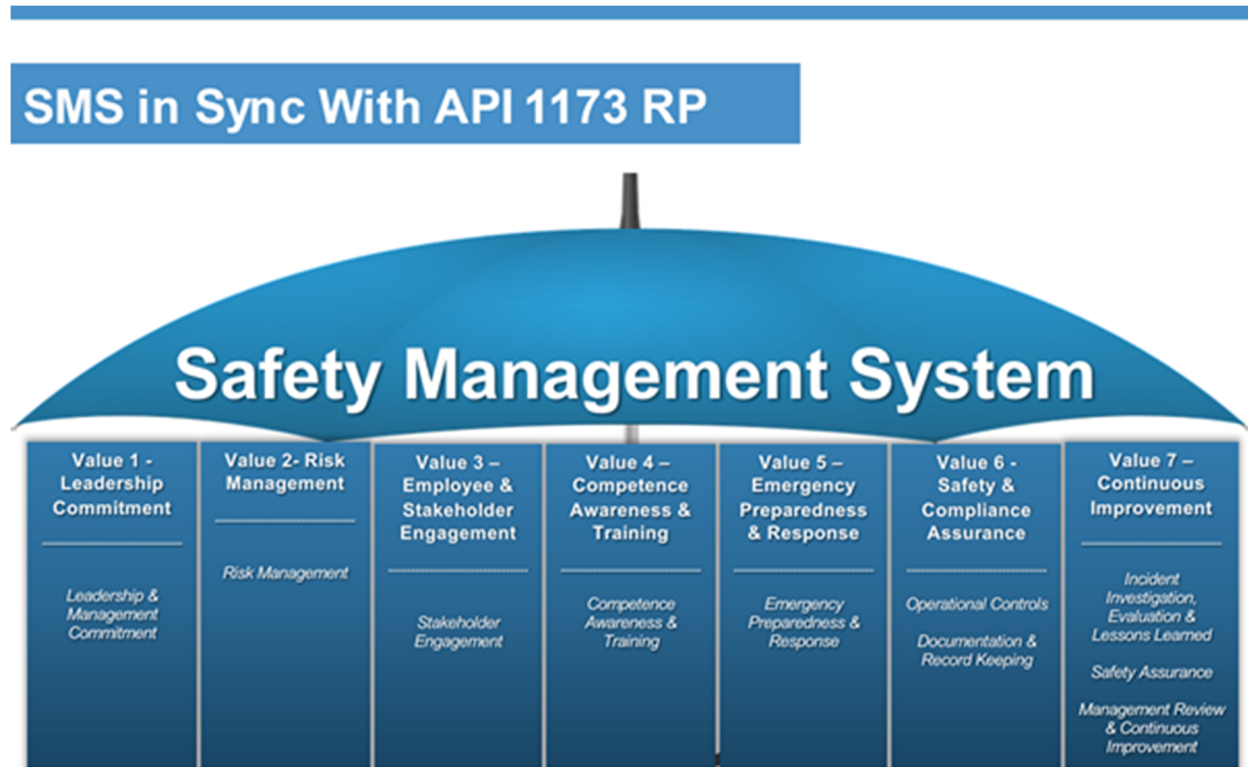 SMS in Sync With API 1173 RP
Safety Management System
Value 1 -
Leadership
Commitment
Leadership &
Management
Commitment
Value 2- Risk
Management
Risk Management
Value 3 –
Employee &
Stakeholder
Engagement
Stakeholder
Engagement
Value 4 –
Competence
Awareness &
Training
Competence
Awareness &
Training
Value 5 –
Emergency
Preparedness
& Response
Emergency
Preparedness &
Response
Value 6 -
Safety &
Compliance
Assurance
Operational Controls
Documentation &
Record Keeping
Value 7 –
Continuous
Improvement
Incident
Investigation,
Evaluation &
Lessons Learned
Safety Assurance
Management Review
& Continuous
Improvement